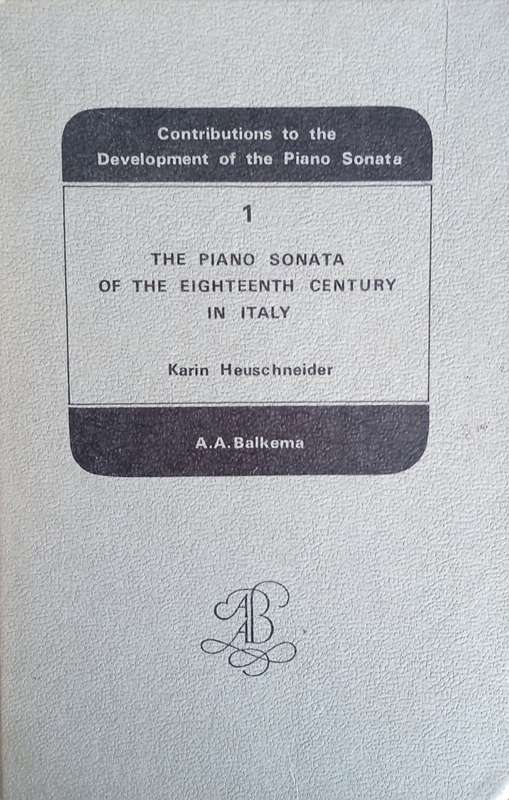 Contributions to the
Development of the Piano Sonata
1
THE PIANO SONATA
OF THE EIGHTEENTH CENTURY
IN ITALY
Karin Heuschneider
A.A.Balkema
AAB